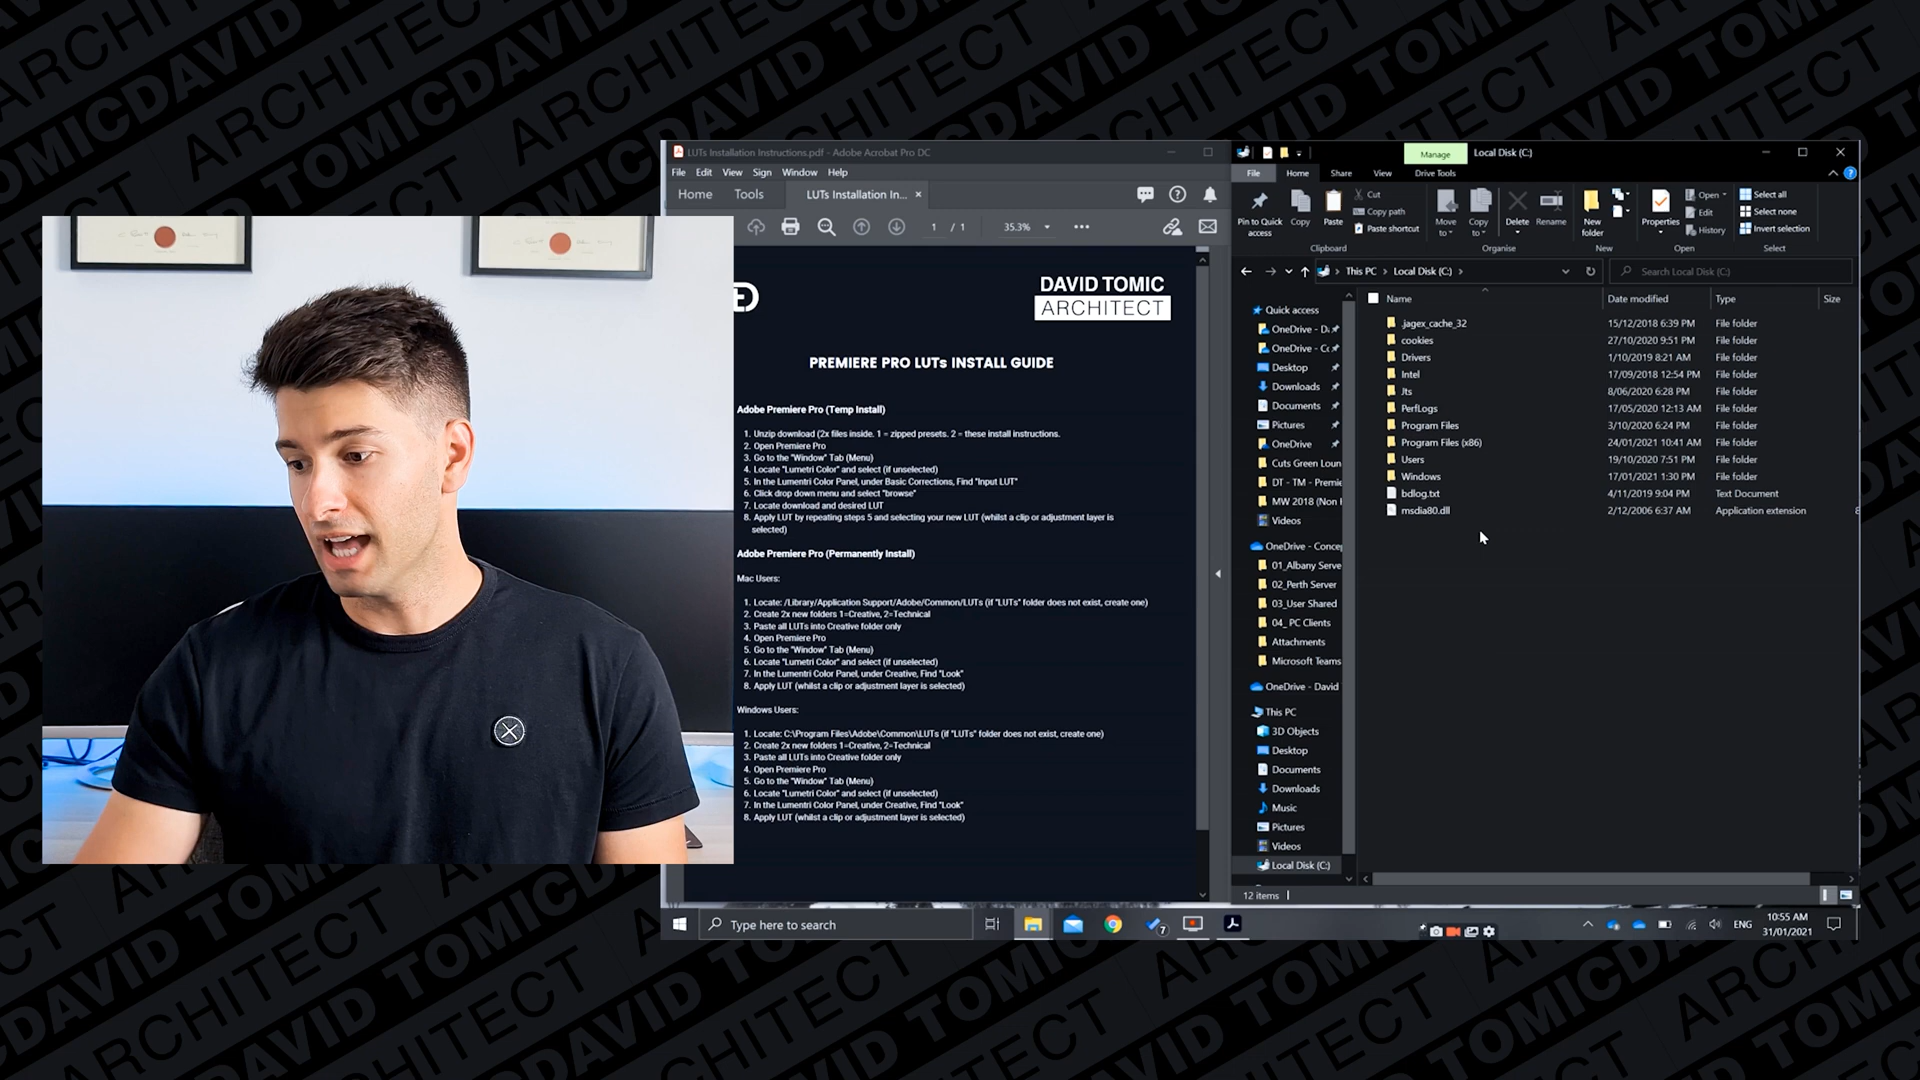 LUTs Installation Instructions.pdf - Adobe Acrobat Pro DC
File Edit View Sign Window Help
Home Tools LUTs Installation In... ×
1 / 1 35.3%
DAVID TOMIC
ARCHITECT
PREMIERE PRO LUTs INSTALL GUIDE
Adobe Premiere Pro (Temp Install)
1. Unzip download (2x files inside. 1 = zipped presets. 2 = these install instructions.
2. Open Premiere Pro
3. Go to the "Window" Tab (Menu)
4. Locate "Lumetri Color" and select (if unselected)
5. In the Lumentri Color Panel, under Basic Corrections, Find "Input LUT"
6. Click drop down menu and select "browse"
7. Locate download and desired LUT
8. Apply LUT by repeating steps 5 and selecting your new LUT (whilst a clip or adjustment layer is
selected)
Adobe Premiere Pro (Permanently Install)
Mac Users:
1. Locate: /Library/Application Support/Adobe/Common/LUTs (if "LUTs" folder does not exist, create one)
2. Create 2x new folders 1=Creative, 2=Technical
3. Paste all LUTs into Creative folder only
4. Open Premiere Pro
5. Go to the "Window" Tab (Menu)
6. Locate "Lumetri Color" and select (if unselected)
7. In the Lumentri Color Panel, under Creative, Find "Look"
8. Apply LUT (whilst a clip or adjustment layer is selected)
Windows Users:
1. Locate: C:\Program Files\Adobe\Common\LUTs (if "LUTs" folder does not exist, create one)
2. Create 2x new folders 1=Creative, 2=Technical
3. Paste all LUTs into Creative folder only
4. Open Premiere Pro
5. Go to the "Window" Tab (Menu)
6. Locate "Lumetri Color" and select (if unselected)
7. In the Lumentri Color Panel, under Creative, Find "Look"
8. Apply LUT (whilst a clip or adjustment layer is selected)
Manage Local Disk (C:)
File Home Share View Drive Tools
Pin to Quick access
Copy
Paste
Cut
Copy path
Paste shortcut
Clipboard
Move to
Copy to
Delete
Rename
Organise
New folder
New
Properties
Open
Edit
History
Open
Select all
Select none
Invert selection
Select
This PC > Local Disk (C:) >
Search Local Disk (C:)
Quick access
OneDrive - Da
OneDrive - Cc
Desktop
Downloads
Documents
Pictures
OneDrive
Cuts Green Loun
DT - TM - Premie
MW 2018 (Non
Videos
OneDrive - Concep
01_Albany Serve
02_Perth Server
03_User Shared
04_ PC Clients
Attachments
Microsoft Teams
OneDrive - David
This PC
3D Objects
Desktop
Documents
Downloads
Music
Pictures
Videos
Local Disk (C:)
Name Date modified Type Size
.jagex_cache_32 15/12/2018 6:39 PM File folder
cookies 27/10/2020 9:51 PM File folder
Drivers 1/10/2019 8:21 AM File folder
Intel 17/09/2018 12:54 PM File folder
Jts 8/06/2020 6:28 PM File folder
PerfLogs 17/05/2020 12:13 AM File folder
Program Files 3/10/2020 6:24 PM File folder
Program Files (x86) 24/01/2021 10:41 AM File folder
Users 19/10/2020 7:51 PM File folder
Windows 17/01/2021 1:30 PM File folder
bdlog.txt 4/11/2019 9:04 PM Text Document
msdia80.dll 2/12/2006 6:37 AM Application extension
12 items
Type here to search
7
ENG
10:55 AM
31/01/2021
DAVID TOMIC ARCHITECT